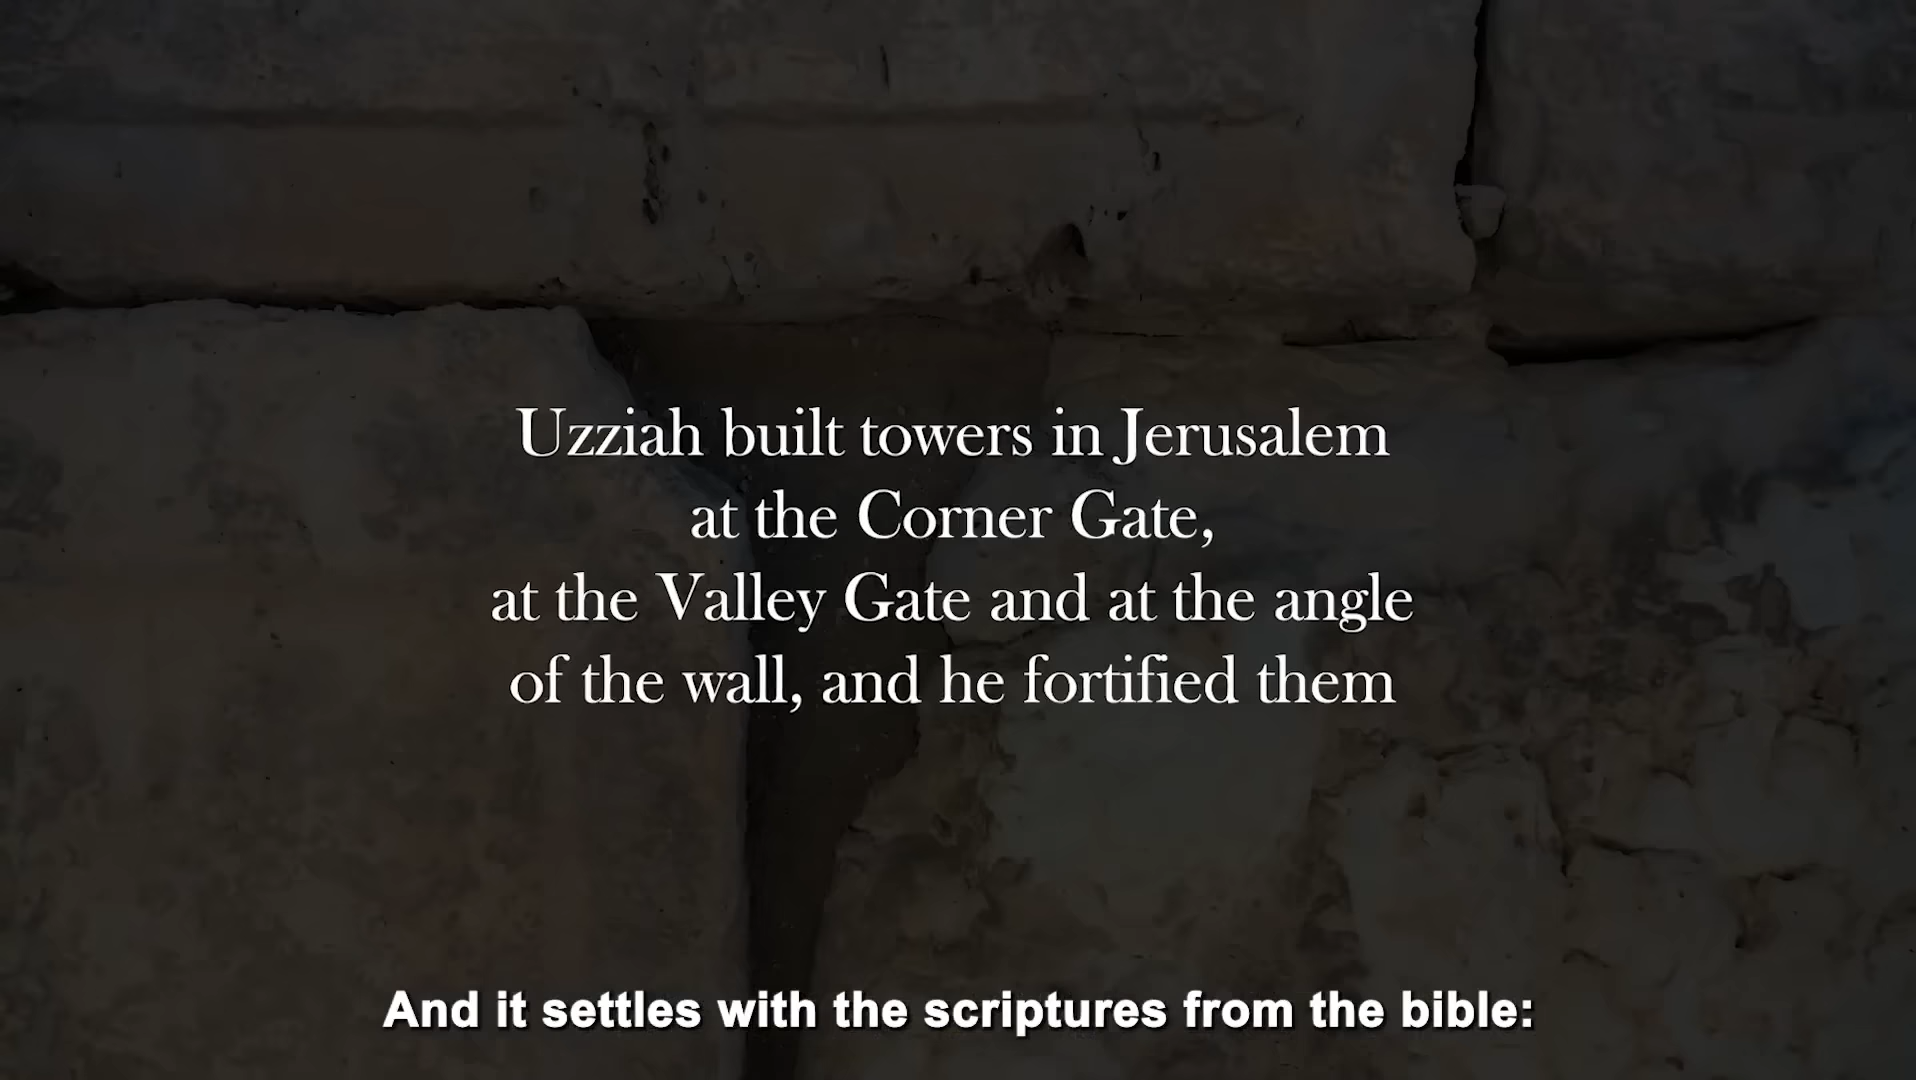 Uzziah built towers in Jerusalem
at the Corner Gate,
at the Valley Gate and at the angle
of the wall, and he fortified them
And it settles with the scriptures from the bible: